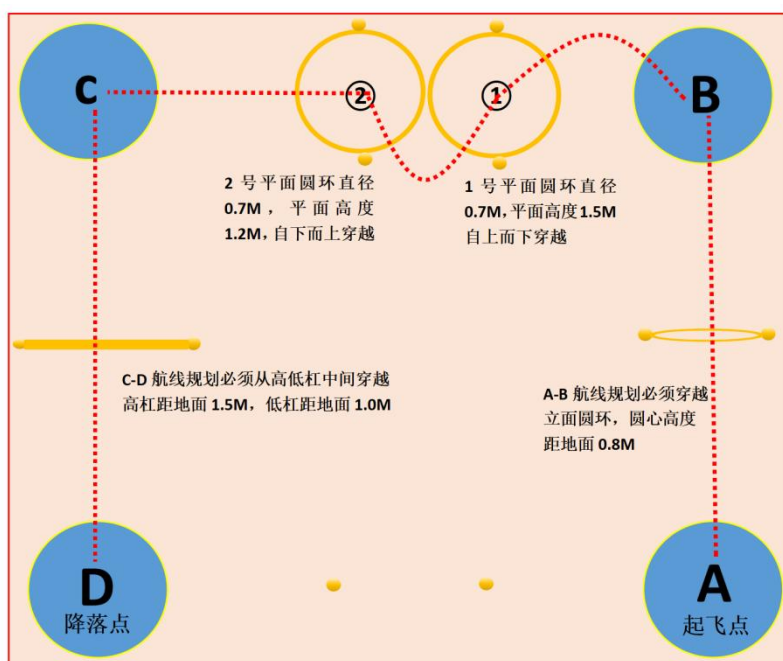 C
②
①
B
2 号平面圆环直径
0.7M，平面高度
1.2M，自下而上穿越
1 号平面圆环直径
0.7M,平面高度1.5M
自上而下穿越
C-D 航线规划必须从高低杠中间穿越
高杠距地面 1.5M，低杠距地面 1.0M
A-B 航线规划必须穿越
立面圆环，圆心高度
距地面 0.8M
D
降落点
A
起飞点